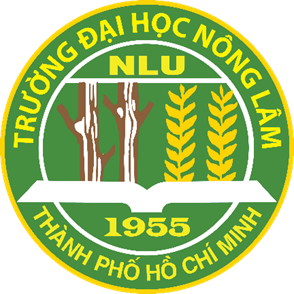 TRƯỜNG ĐẠI HỌC NÔNG LÂM
NLU
1955
THÀNH PHỐ HỒ CHÍ MINH